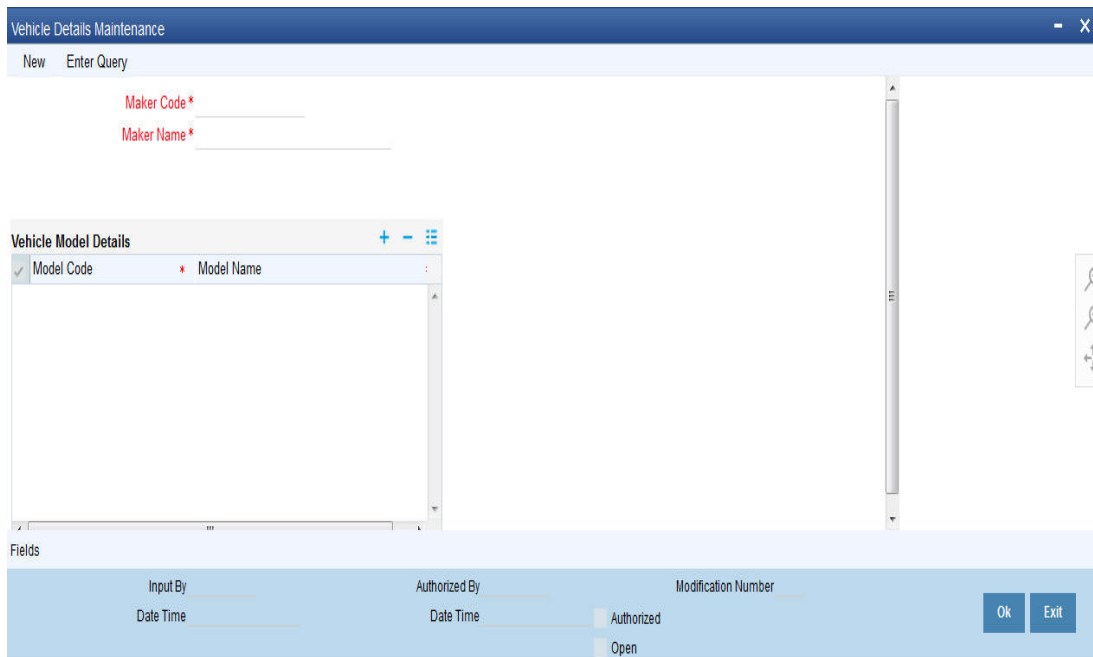 Vehicle Details Maintenance
New Enter Query
Maker Code *
Maker Name *
Vehicle Model Details
Model Code * Model Name
Fields
Input By Authorized By Modification Number
Date Time Date Time Authorized
Open
Ok Exit